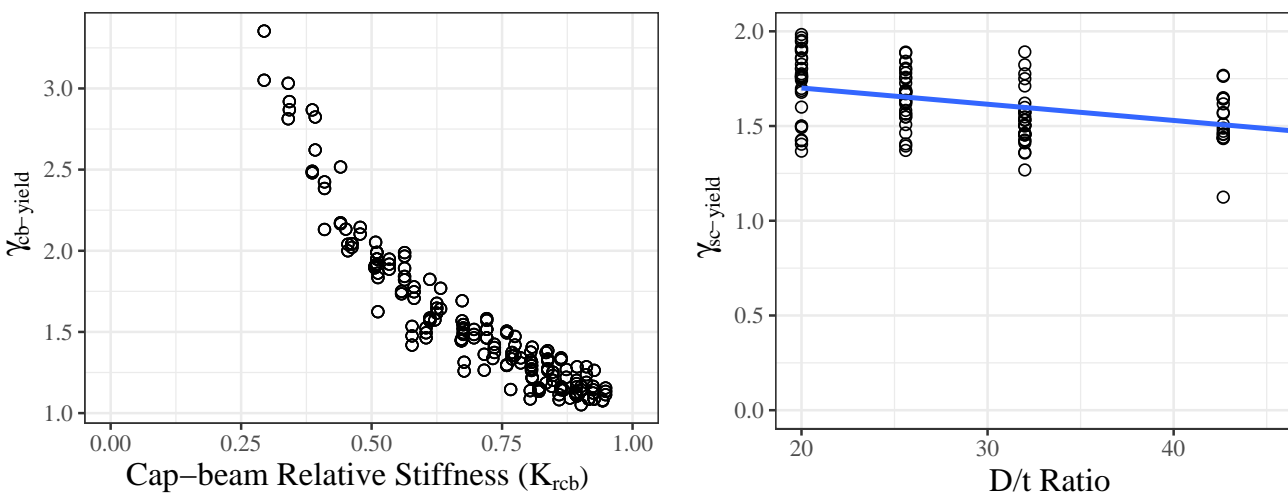 3.0
2.5
2.0
1.5
1.0
γcb−yield
0.00 0.25 0.50 0.75 1.00
Cap−beam Relative Stiffness (Krcb)
2.0
1.5
1.0
0.5
0.0
γsc−yield
20 30 40
D/t Ratio